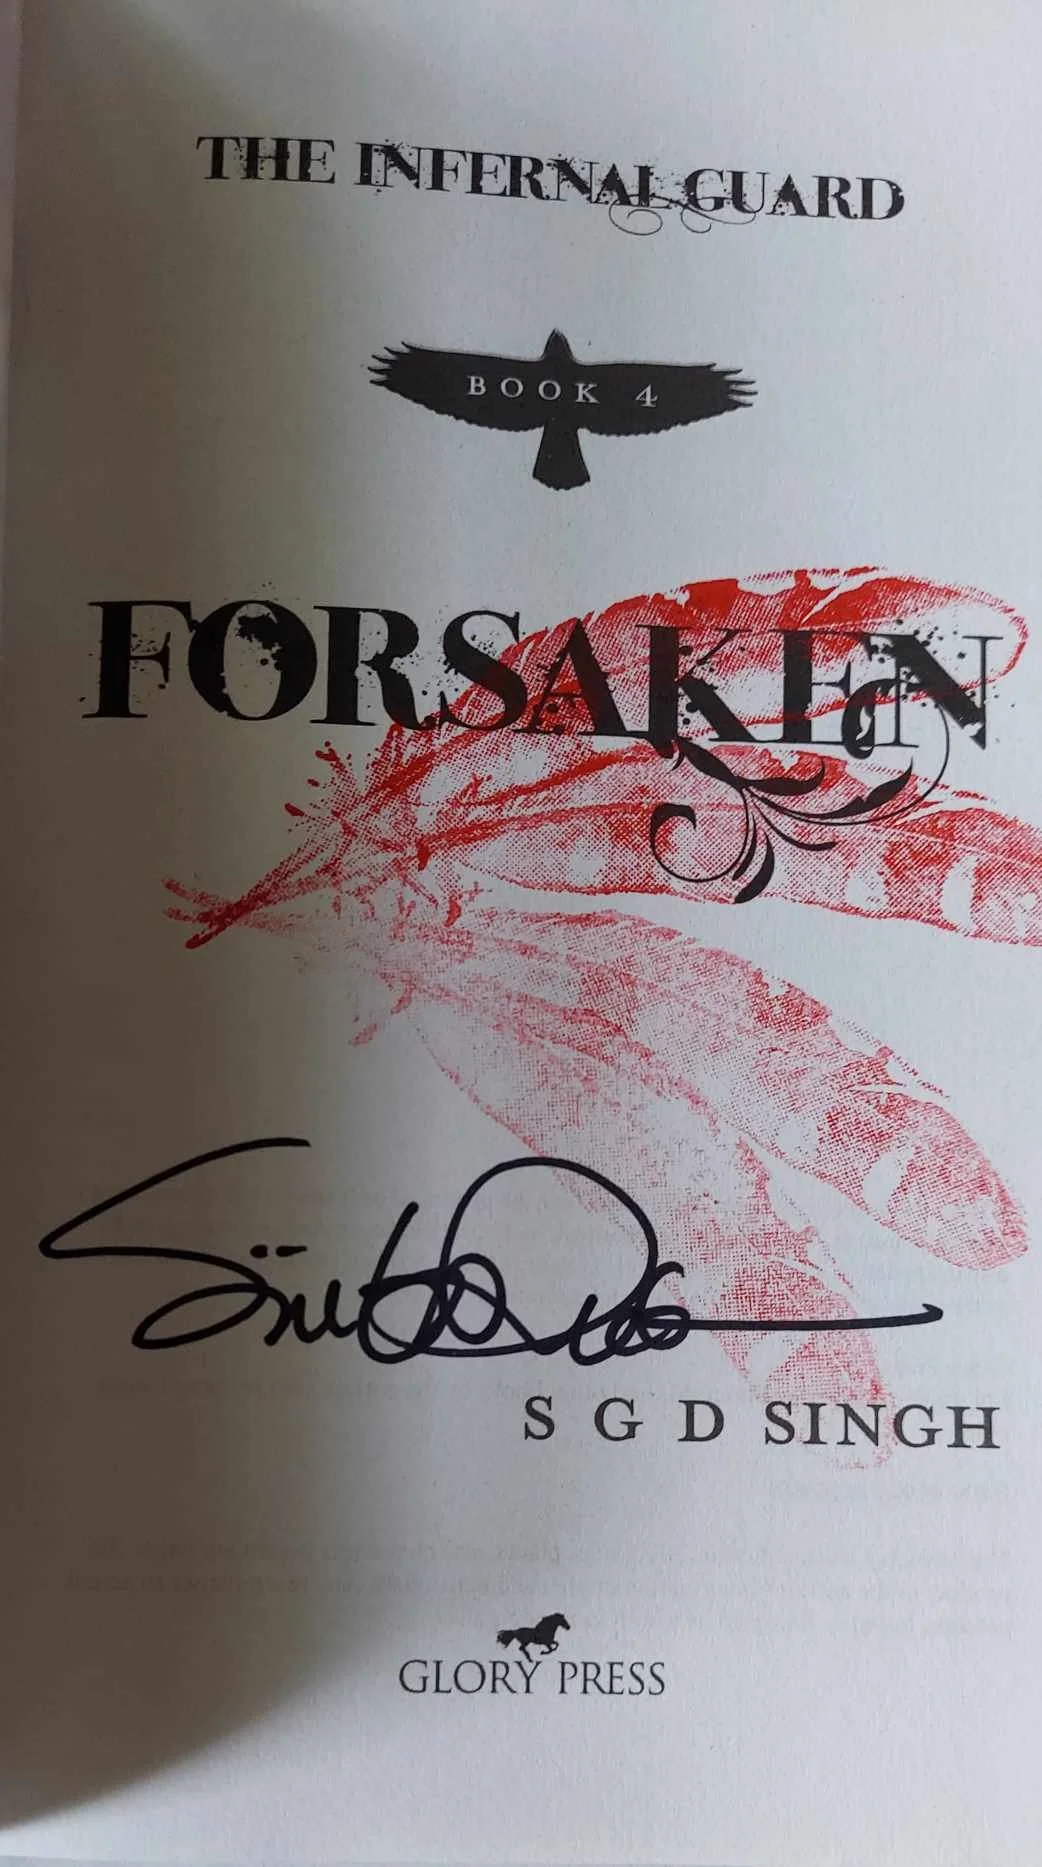 THE INFERNAL GUARD
BOOK 4
FORSAKEN
S G D SINGH
GLORY PRESS